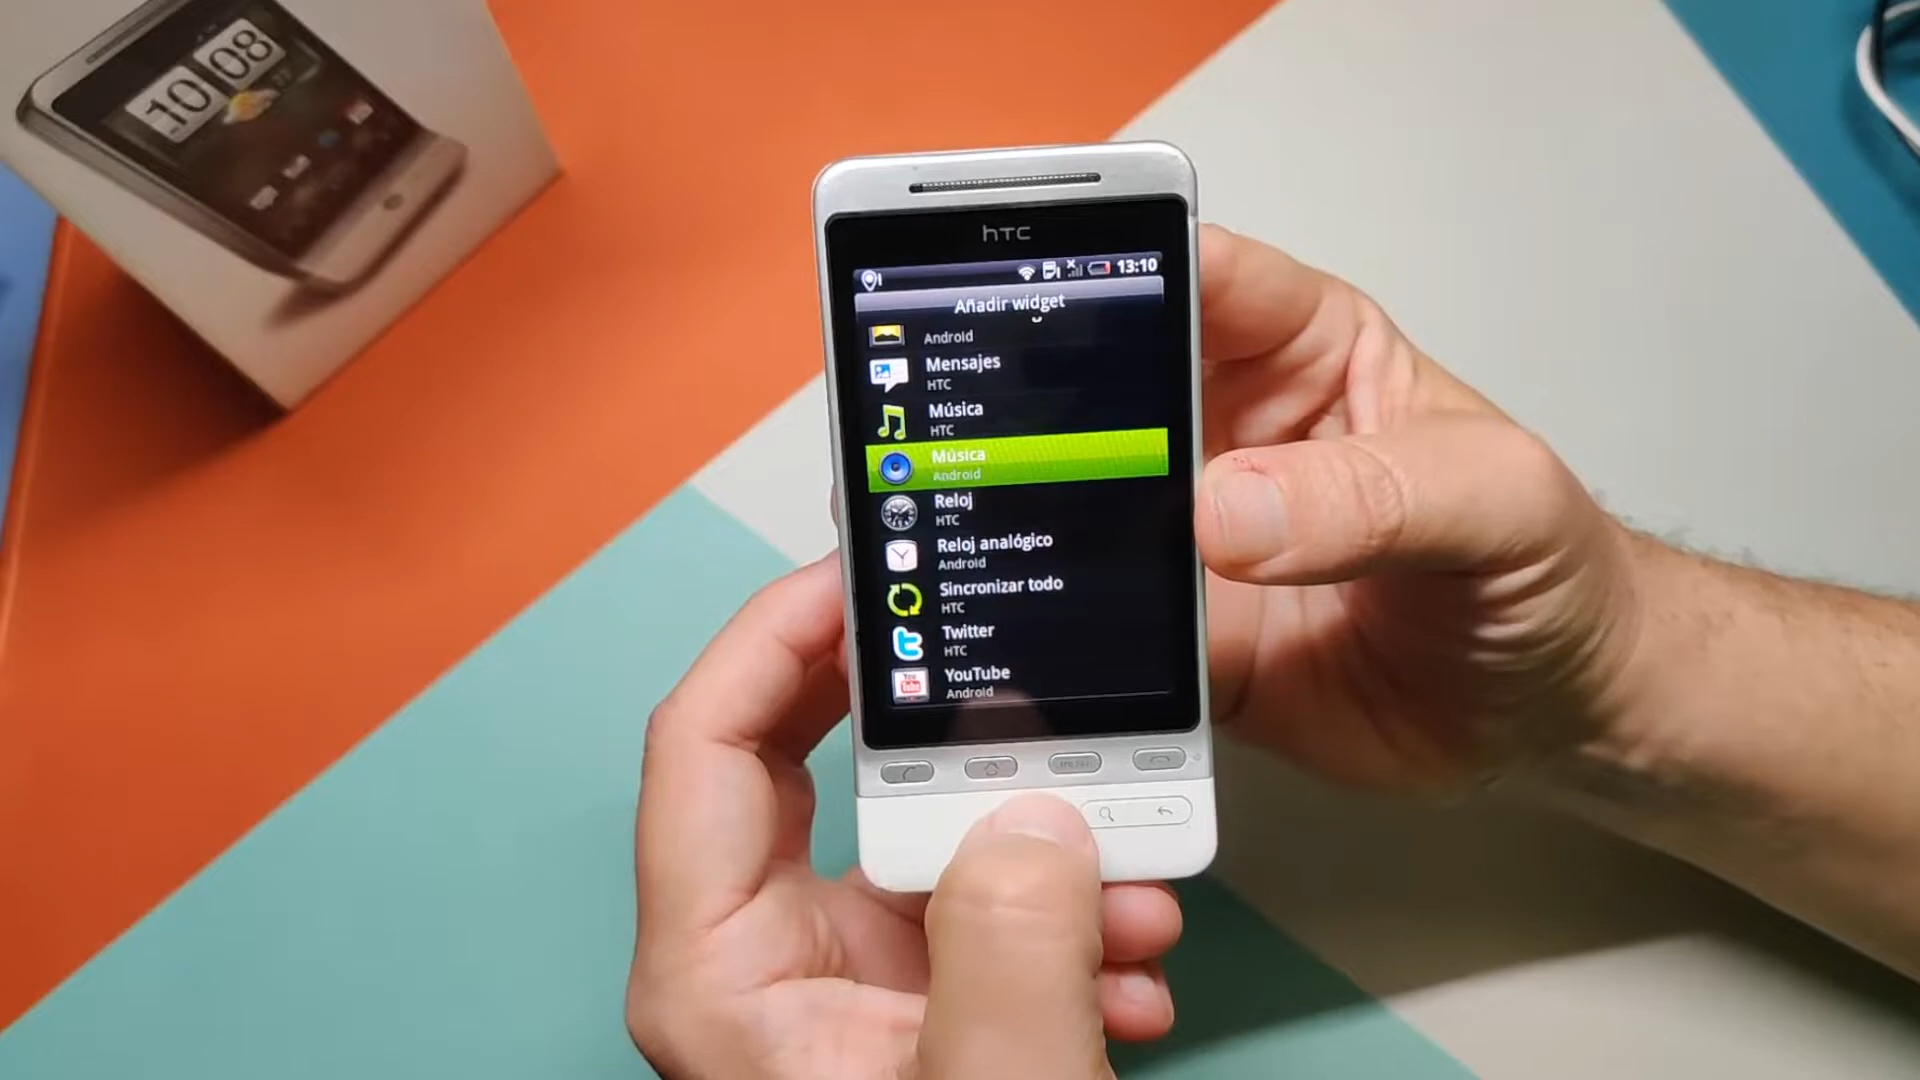 10 08
hTC
13:10
Añadir widget
Android
Mensajes
HTC
Música
HTC
Música
Android
Reloj
HTC
Reloj analógico
Android
Sincronizar todo
HTC
Twitter
HTC
YouTube
Android
MENU